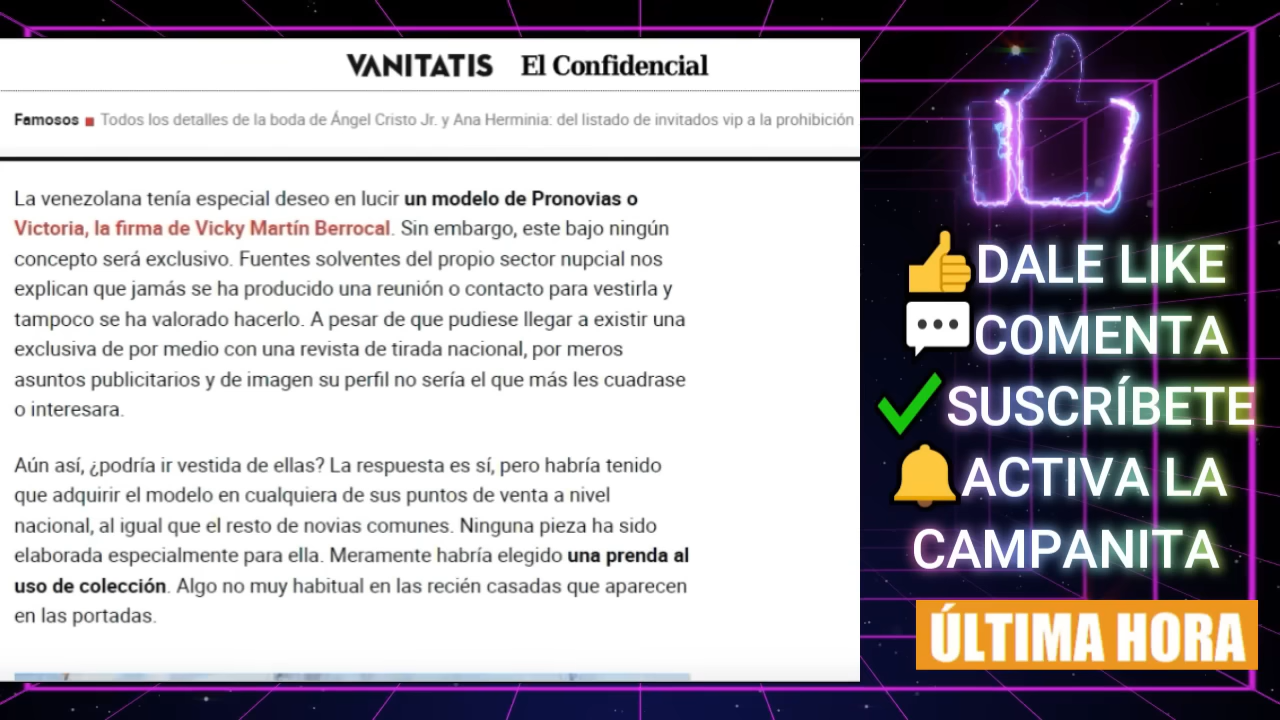 VANITATIS El Confidencial
Famosos Todos los detalles de la boda de Ángel Cristo Jr. y Ana Herminia: del listado de invitados vip a la prohibición
La venezolana tenía especial deseo en lucir un modelo de Pronovias o
Victoria, la firma de Vicky Martín Berrocal. Sin embargo, este bajo ningún
concepto será exclusivo. Fuentes solventes del propio sector nupcial nos
explican que jamás se ha producido una reunión o contacto para vestirla y
tampoco se ha valorado hacerlo. A pesar de que pudiese llegar a existir una
exclusiva de por medio con una revista de tirada nacional, por meros
asuntos publicitarios y de imagen su perfil no sería el que más les cuadrase
o interesara.
Aún así, ¿podría ir vestida de ellas? La respuesta es sí, pero habría tenido
que adquirir el modelo en cualquiera de sus puntos de venta a nivel
nacional, al igual que el resto de novias comunes. Ninguna pieza ha sido
elaborada especialmente para ella. Meramente habría elegido una prenda al
uso de colección. Algo no muy habitual en las recién casadas que aparecen
en las portadas.
DALE LIKE
COMENTA
SUSCRÍBETE
ACTIVA LA
CAMPANITA
ÚLTIMA HORA